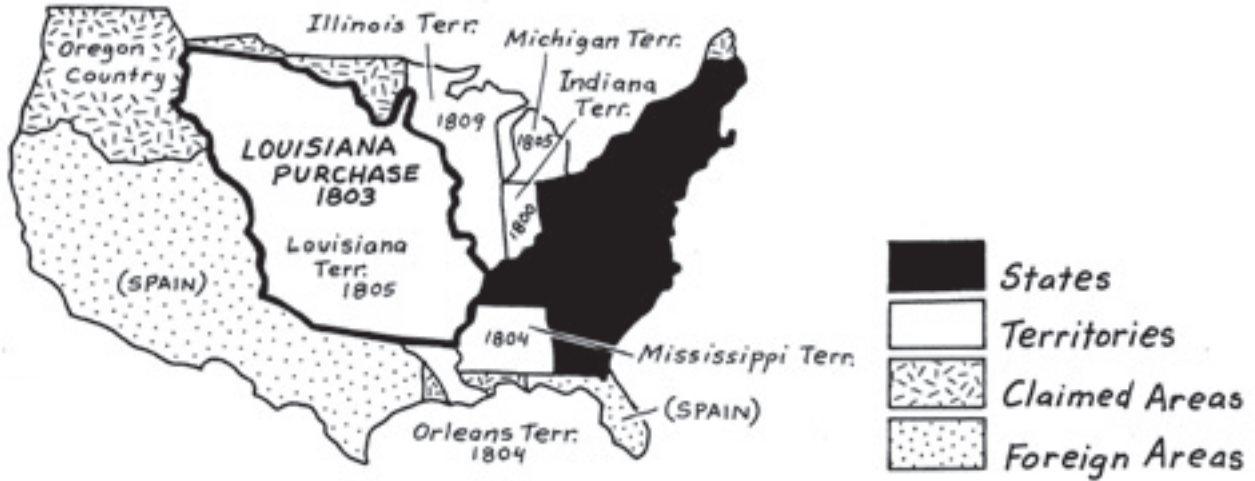 Illinois Terr.
Michigan Terr.
Indiana
Terr.
Oregon
Country
1809
1805
LOUISIANA
PURCHASE
1803
1800
Louisiana
Terr.
1805
(SPAIN)
1804
Mississippi Terr.
(SPAIN)
Orleans Terr.
1804
States
Territories
Claimed Areas
Foreign Areas